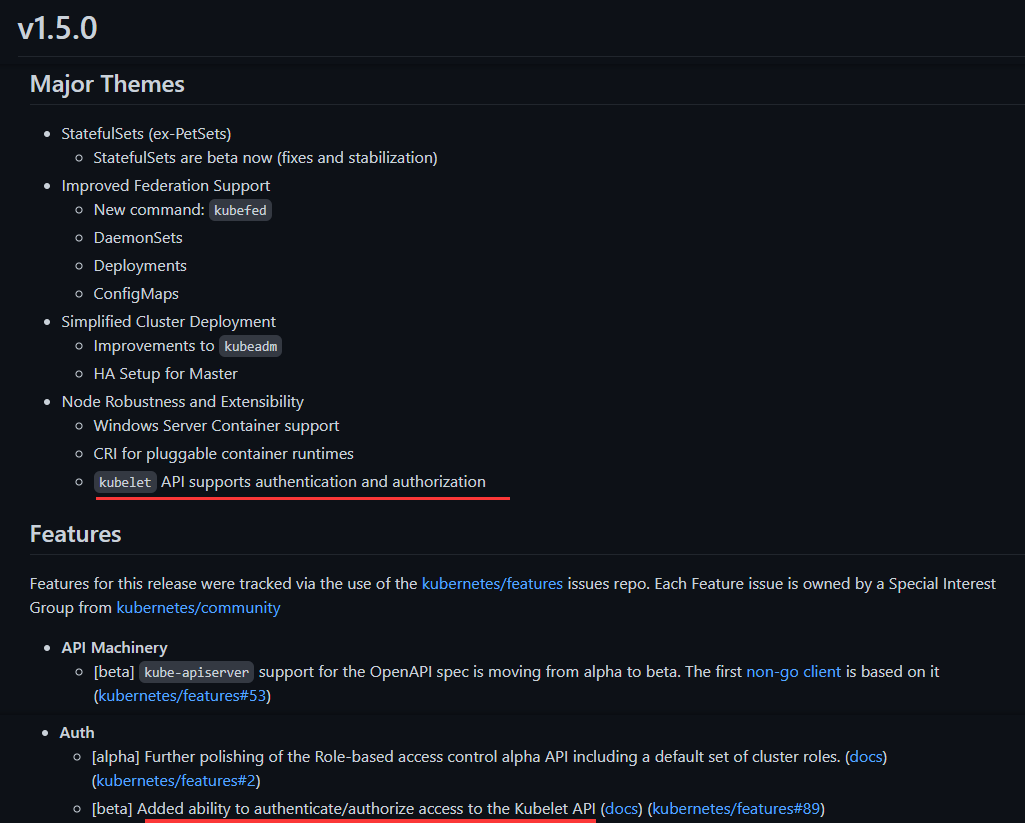 v1.5.0
Major Themes
StatefulSets (ex-PetSets)
StatefulSets are beta now (fixes and stabilization)
Improved Federation Support
New command: kubefed
DaemonSets
Deployments
ConfigMaps
Simplified Cluster Deployment
Improvements to kubeadm
HA Setup for Master
Node Robustness and Extensibility
Windows Server Container support
CRI for pluggable container runtimes
kubelet API supports authentication and authorization
Features
Features for this release were tracked via the use of the kubernetes/features issues repo. Each Feature issue is owned by a Special Interest
Group from kubernetes/community
API Machinery
[beta] kube-apiserver support for the OpenAPI spec is moving from alpha to beta. The first non-go client is based on it
(kubernetes/features#53)
Auth
[alpha] Further polishing of the Role-based access control alpha API including a default set of cluster roles. (docs)
(kubernetes/features#2)
[beta] Added ability to authenticate/authorize access to the Kubelet API (docs) (kubernetes/features#89)